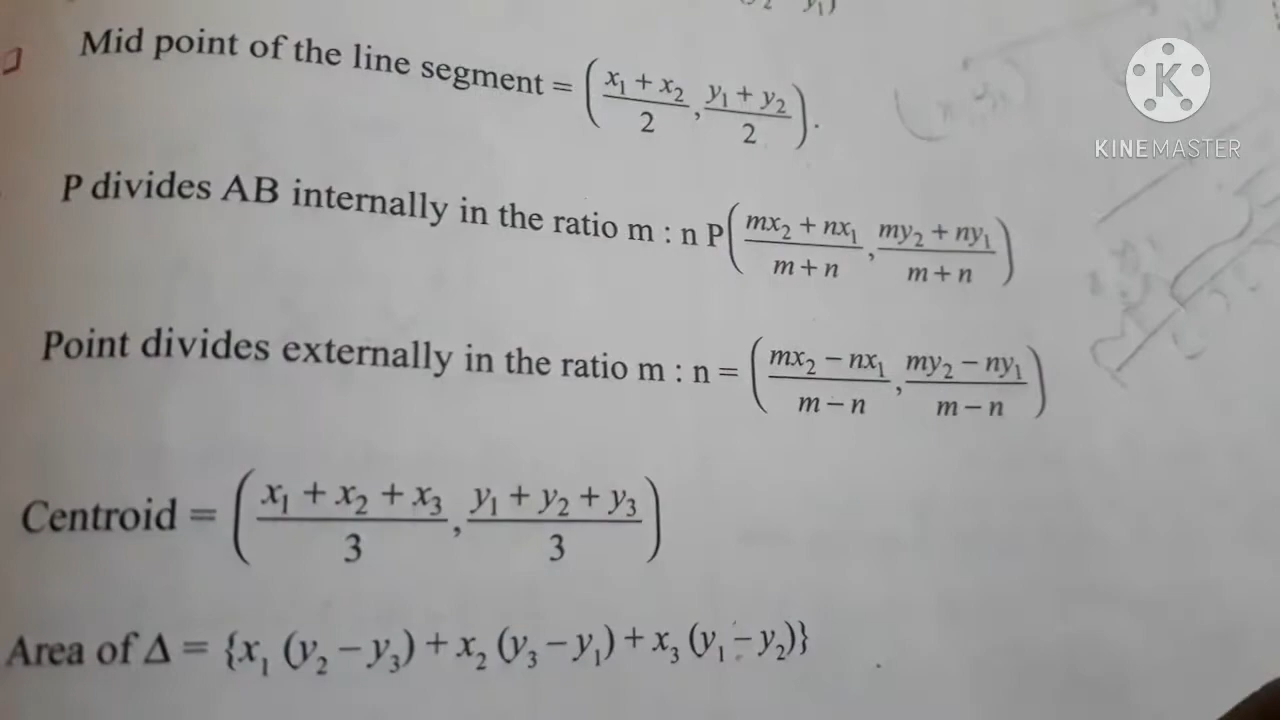 Mid point of the line segment = ( x₁ + x₂ / 2 , y₁ + y₂ / 2 ).
K
KINEMASTER
P divides AB internally in the ratio m : n P( mx₂ + nx₁ / m + n , my₂ + ny₁ / m + n )
Point divides externally in the ratio m : n = ( mx₂ − nx₁ / m − n , my₂ − ny₁ / m − n )
Centroid = ( x₁ + x₂ + x₃ / 3 , y₁ + y₂ + y₃ / 3 )
Area of Δ = {x₁ (y₂ − y₃) + x₂ (y₃ − y₁) + x₃ (y₁ − y₂)}